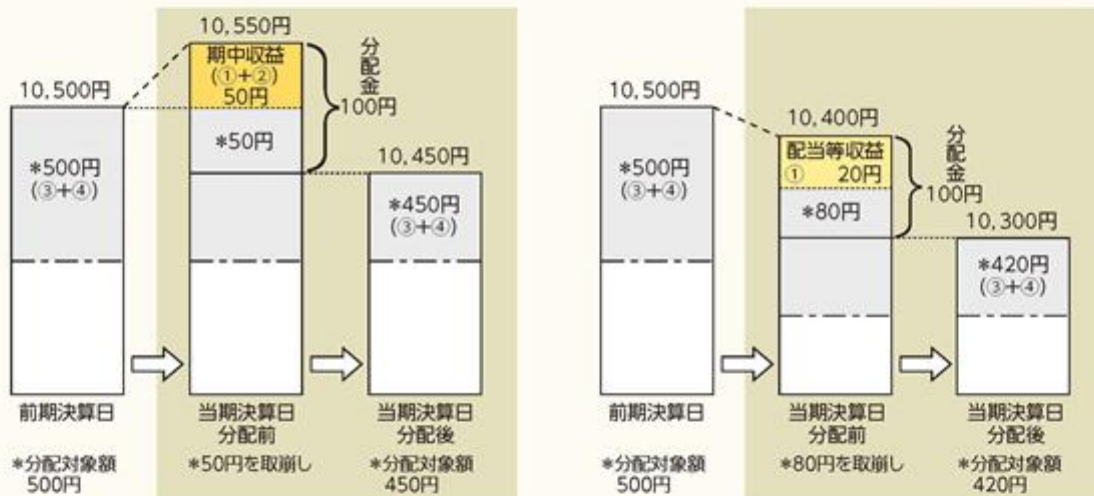 10,500円
*500円
(③+④)
前期決算日
*分配対象額
500円
10,550円
期中収益
(①+②)
50円
*50円
分配金
100円
当期決算日
分配前
*50円を取崩し
10,450円
*450円
(③+④)
当期決算日
分配後
*分配対象額
450円
10,500円
*500円
(③+④)
前期決算日
*分配対象額
500円
10,400円
配当等収益
① 20円
*80円
分配金
100円
当期決算日
分配前
*80円を取崩し
10,300円
*420円
(③+④)
当期決算日
分配後
*分配対象額
420円